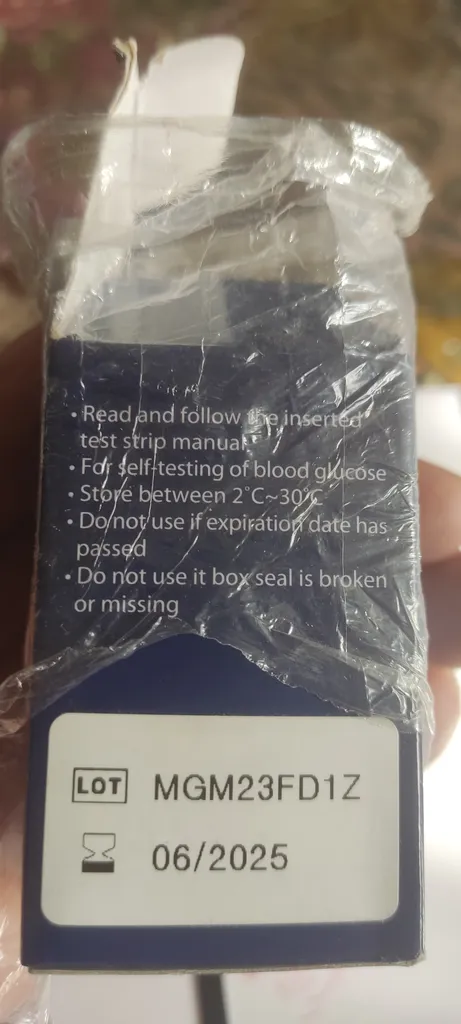 • Read and follow the inserted
test strip manual
• For self-testing of blood glucose
• Store between 2°C~30°C
• Do not use if expiration date has
passed
• Do not use it box seal is broken
or missing
LOT MGM23FD1Z
06/2025